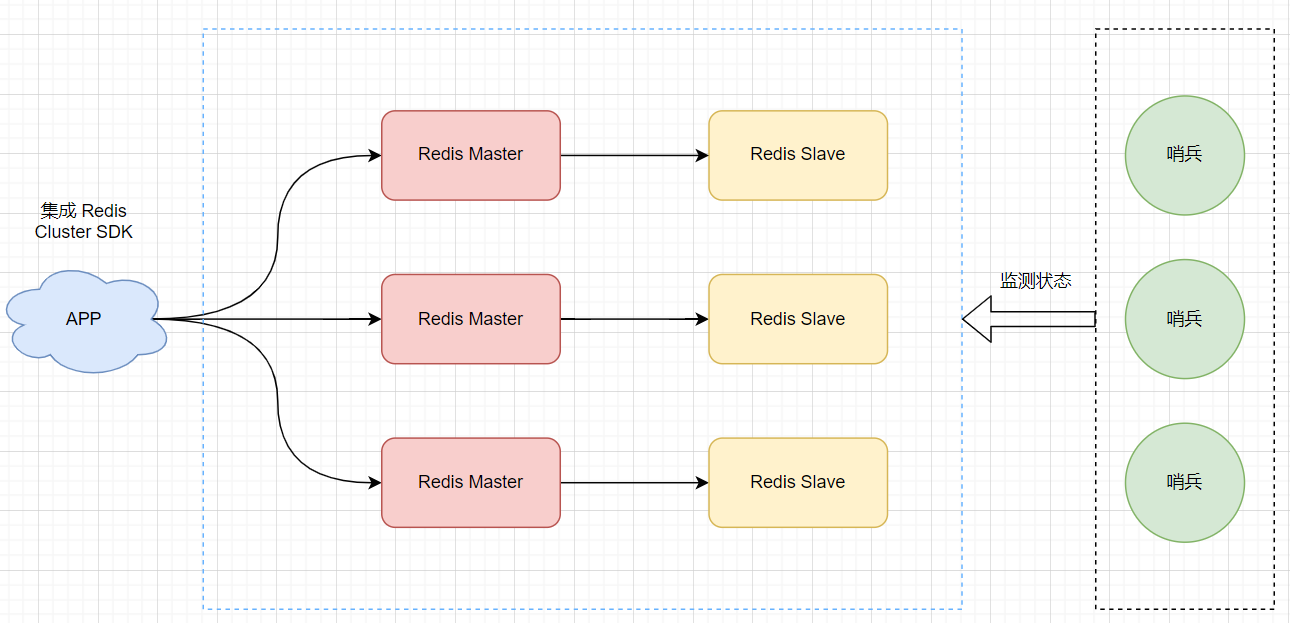 集成 Redis
Cluster SDK
APP
Redis Master
Redis Slave
Redis Master
Redis Slave
Redis Master
Redis Slave
监测状态
哨兵
哨兵
哨兵